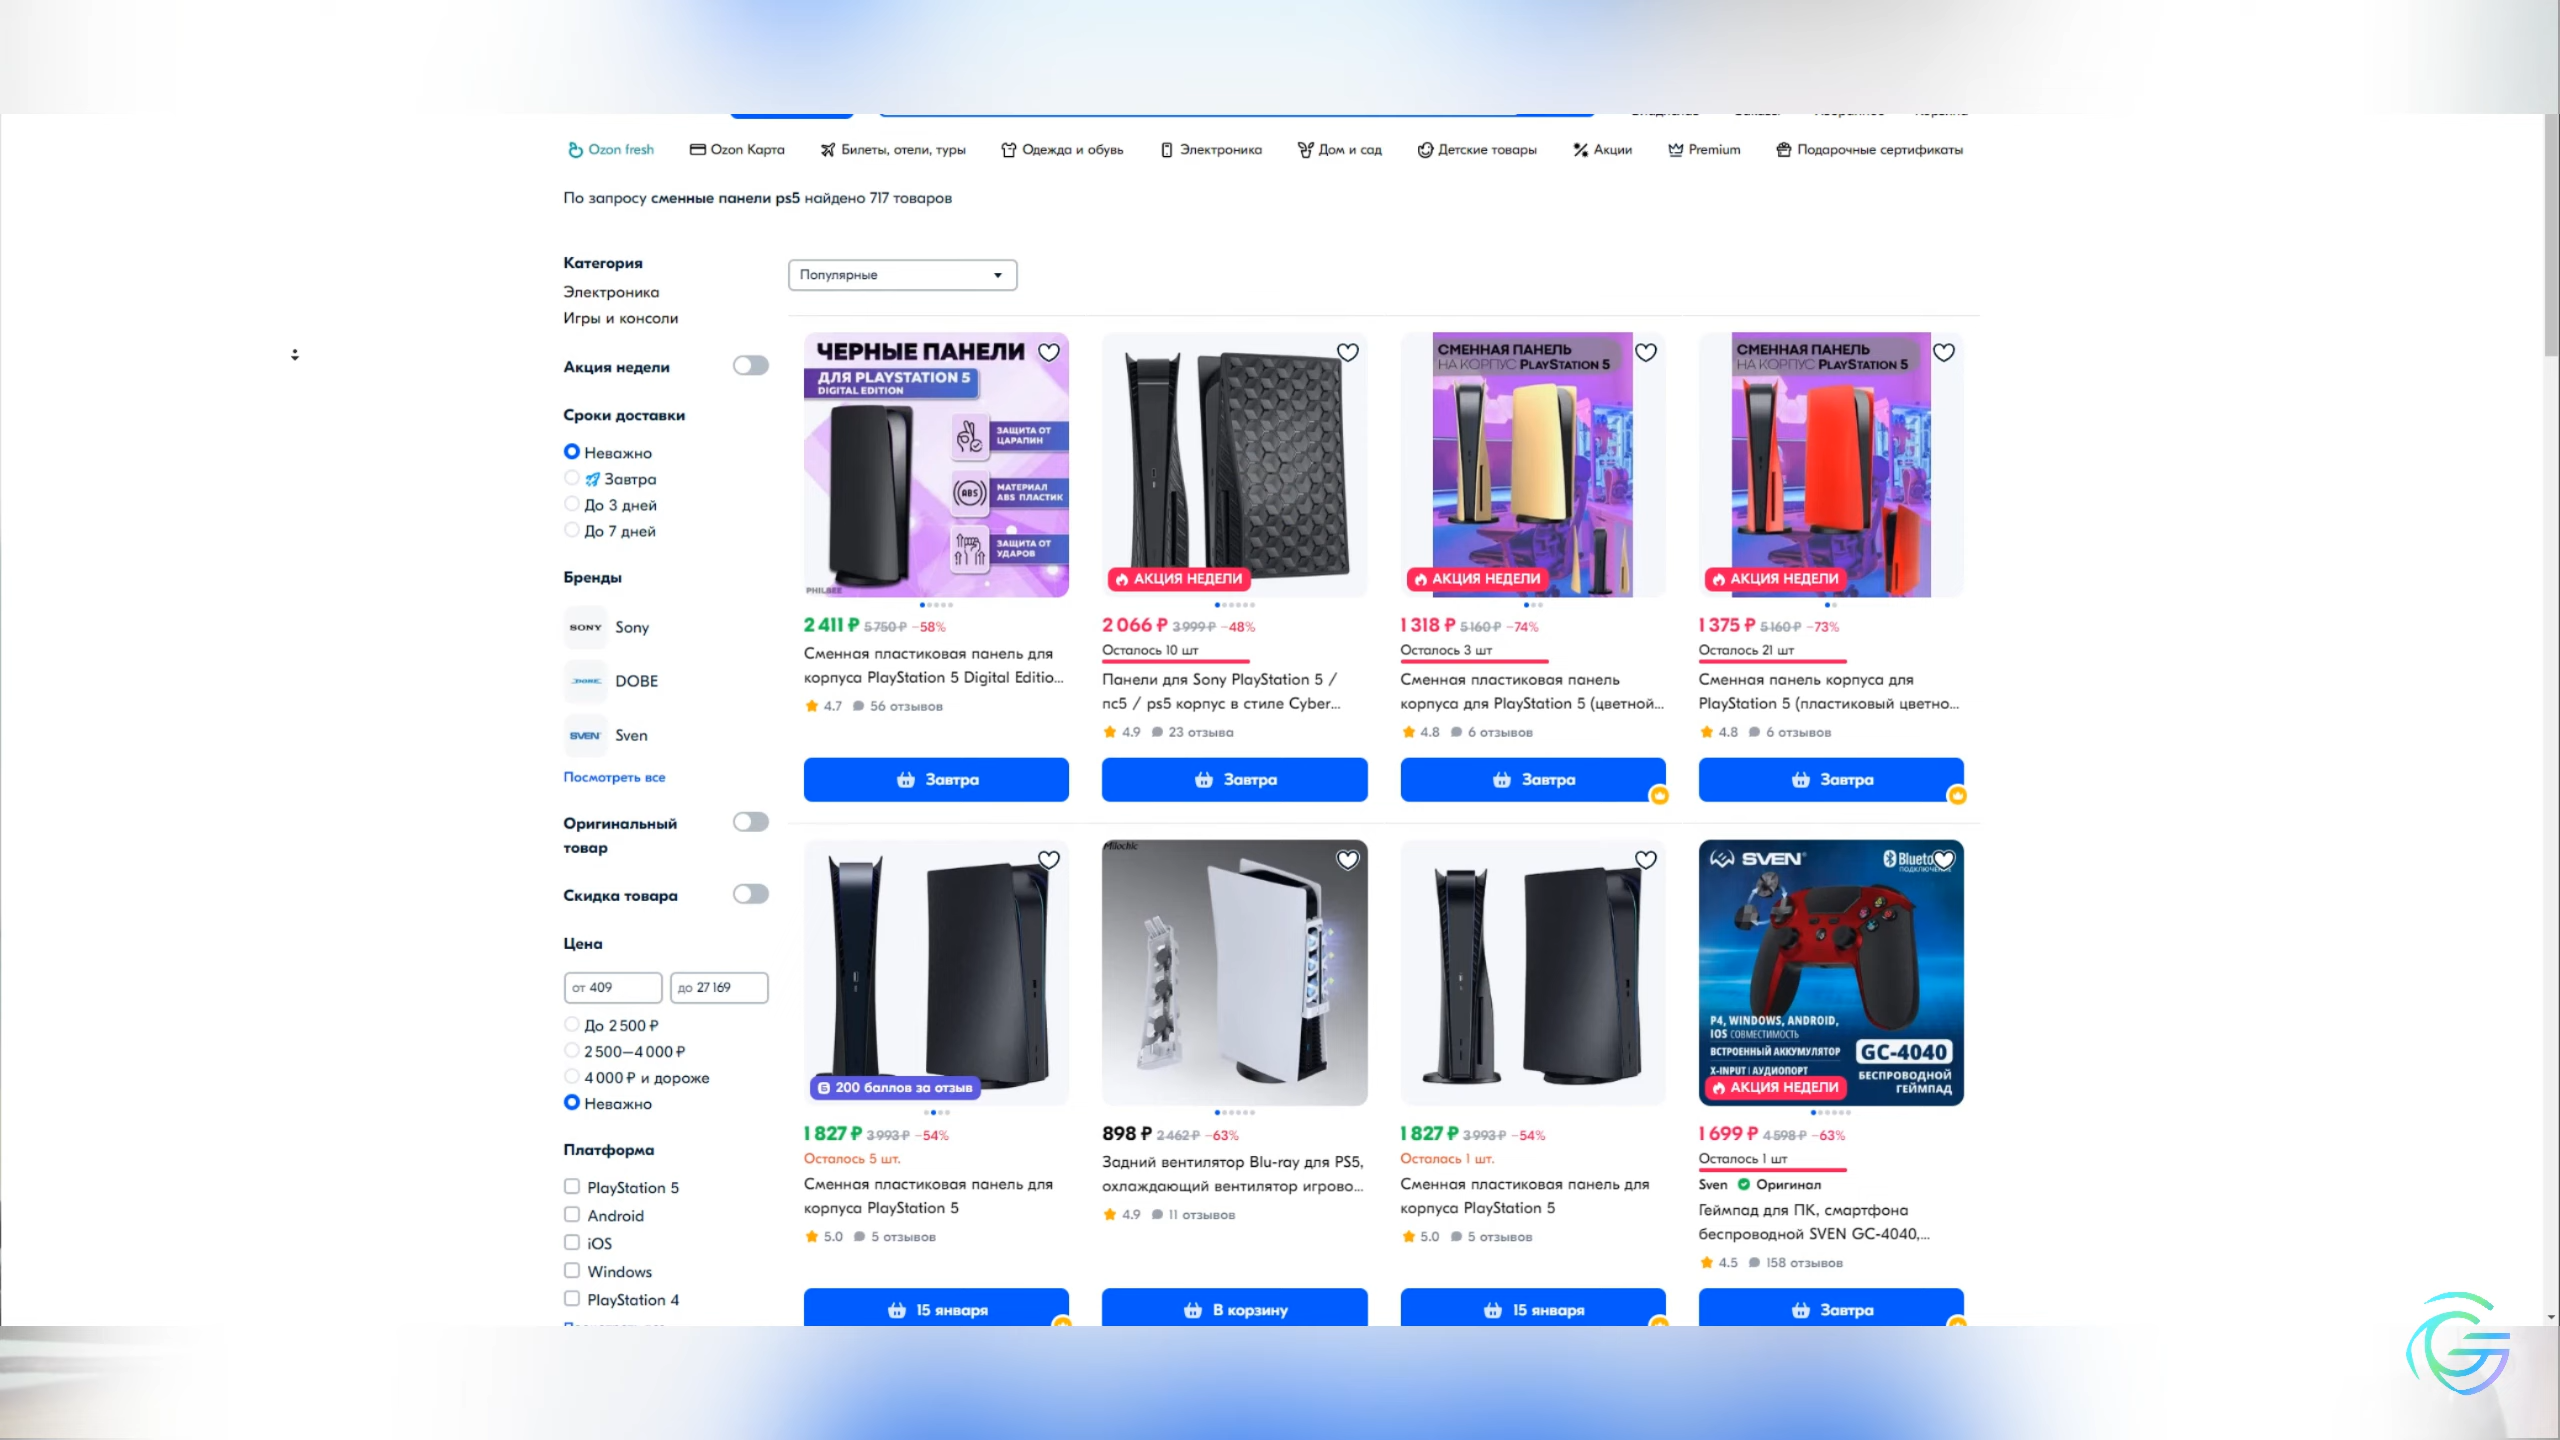 Ozon fresh Ozon Карта Билеты, отели, туры Одежда и обувь Электроника Дом и сад Детские товары Акции Premium Подарочные сертификаты
По запросу сменные панели ps5 найдено 717 товаров
Категория
Электроника
Игры и консоли
Акция недели
Сроки доставки
Неважно
Завтра
До 3 дней
До 7 дней
Бренды
SONY Sony
DOBE
SVEN Sven
Посмотреть все
Оригинальный
товар
Скидка товара
Цена
от 409 до 27 169
До 2 500 ₽
2 500–4 000 ₽
4 000 ₽ и дороже
Неважно
Платформа
PlayStation 5
Android
iOS
Windows
PlayStation 4
Популярные
ЧЕРНЫЕ ПАНЕЛИ
ДЛЯ PLAYSTATION 5
DIGITAL EDITION
ЗАЩИТА ОТ
ЦАРАПИН
ABS
МАТЕРИАЛ
ABS ПЛАСТИК
ЗАЩИТА ОТ
УДАРОВ
PHILBEE
2 411 ₽ 5 750 ₽ −58%
Сменная пластиковая панель для
корпуса PlayStation 5 Digital Editio...
4.7 56 отзывов
Завтра
АКЦИЯ НЕДЕЛИ
2 066 ₽ 3 999 ₽ −48%
Осталось 10 шт
Панели для Sony PlayStation 5 /
пс5 / ps5 корпус в стиле Cyber...
4.9 23 отзыва
Завтра
СМЕННАЯ ПАНЕЛЬ
НА КОРПУС PLAYSTATION 5
АКЦИЯ НЕДЕЛИ
1 318 ₽ 5 160 ₽ −74%
Осталось 3 шт
Сменная пластиковая панель
корпуса для PlayStation 5 (цветной...
4.8 6 отзывов
Завтра
СМЕННАЯ ПАНЕЛЬ
НА КОРПУС PLAYSTATION 5
АКЦИЯ НЕДЕЛИ
1 375 ₽ 5 160 ₽ −73%
Осталось 21 шт
Сменная панель корпуса для
PlayStation 5 (пластиковый цветно...
4.8 6 отзывов
Завтра
200 баллов за отзыв
1 827 ₽ 3 993 ₽ −54%
Осталось 5 шт.
Сменная пластиковая панель для
корпуса PlayStation 5
5.0 5 отзывов
15 января
Milochic
898 ₽ 2 462 ₽ −63%
Задний вентилятор Blu-ray для PS5,
охлаждающий вентилятор игрово...
4.9 11 отзывов
В корзину
1 827 ₽ 3 993 ₽ −54%
Осталась 1 шт.
Сменная пластиковая панель для
корпуса PlayStation 5
5.0 5 отзывов
15 января
SVEN
P4, WINDOWS, ANDROID,
IOS СОВМЕСТИМОСТЬ
ВСТРОЕННЫЙ АККУМУЛЯТОР
X-INPUT | АУДИОПОРТ
GC-4040
БЕСПРОВОДНОЙ
ГЕЙМПАД
АКЦИЯ НЕДЕЛИ
1 699 ₽ 4 598 ₽ −63%
Осталось 1 шт
Sven Оригинал
Геймпад для ПК, смартфона
беспроводной SVEN GC-4040,...
4.5 158 отзывов
Завтра